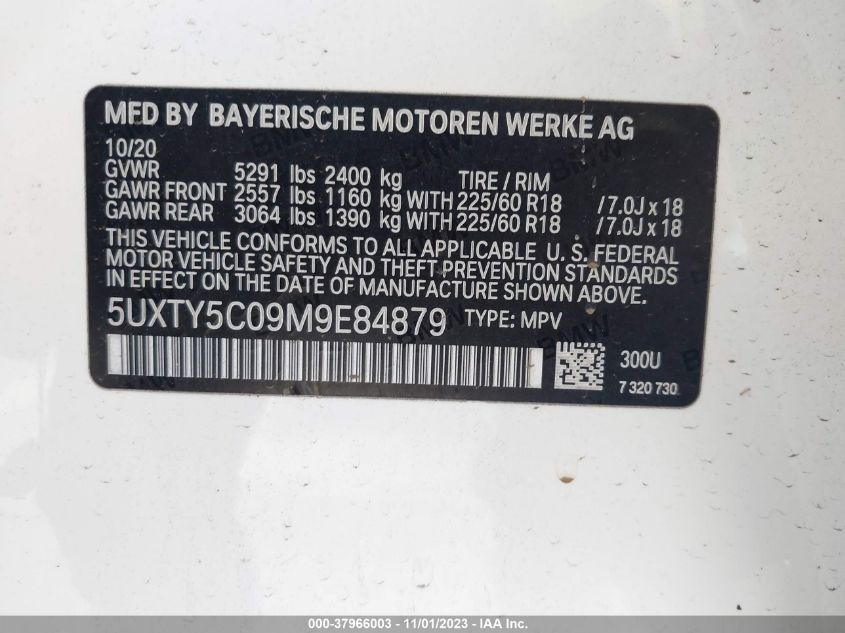 MFD BY BAYERISCHE MOTOREN WERKE AG
10/20
GVWR 5291 lbs 2400 kg TIRE / RIM
GAWR FRONT 2557 lbs 1160 kg WITH 225/60 R18 / 7.0J x 18
GAWR REAR 3064 lbs 1390 kg WITH 225/60 R18 / 7.0J x 18
THIS VEHICLE CONFORMS TO ALL APPLICABLE U. S. FEDERAL
MOTOR VEHICLE SAFETY AND THEFT PREVENTION STANDARDS
IN EFFECT ON THE DATE OF MANUFACTURE SHOWN ABOVE.
5UXTY5C09M9E84879 TYPE: MPV
300U
7 320 730
000-37966003 - 11/01/2023 - IAA Inc.